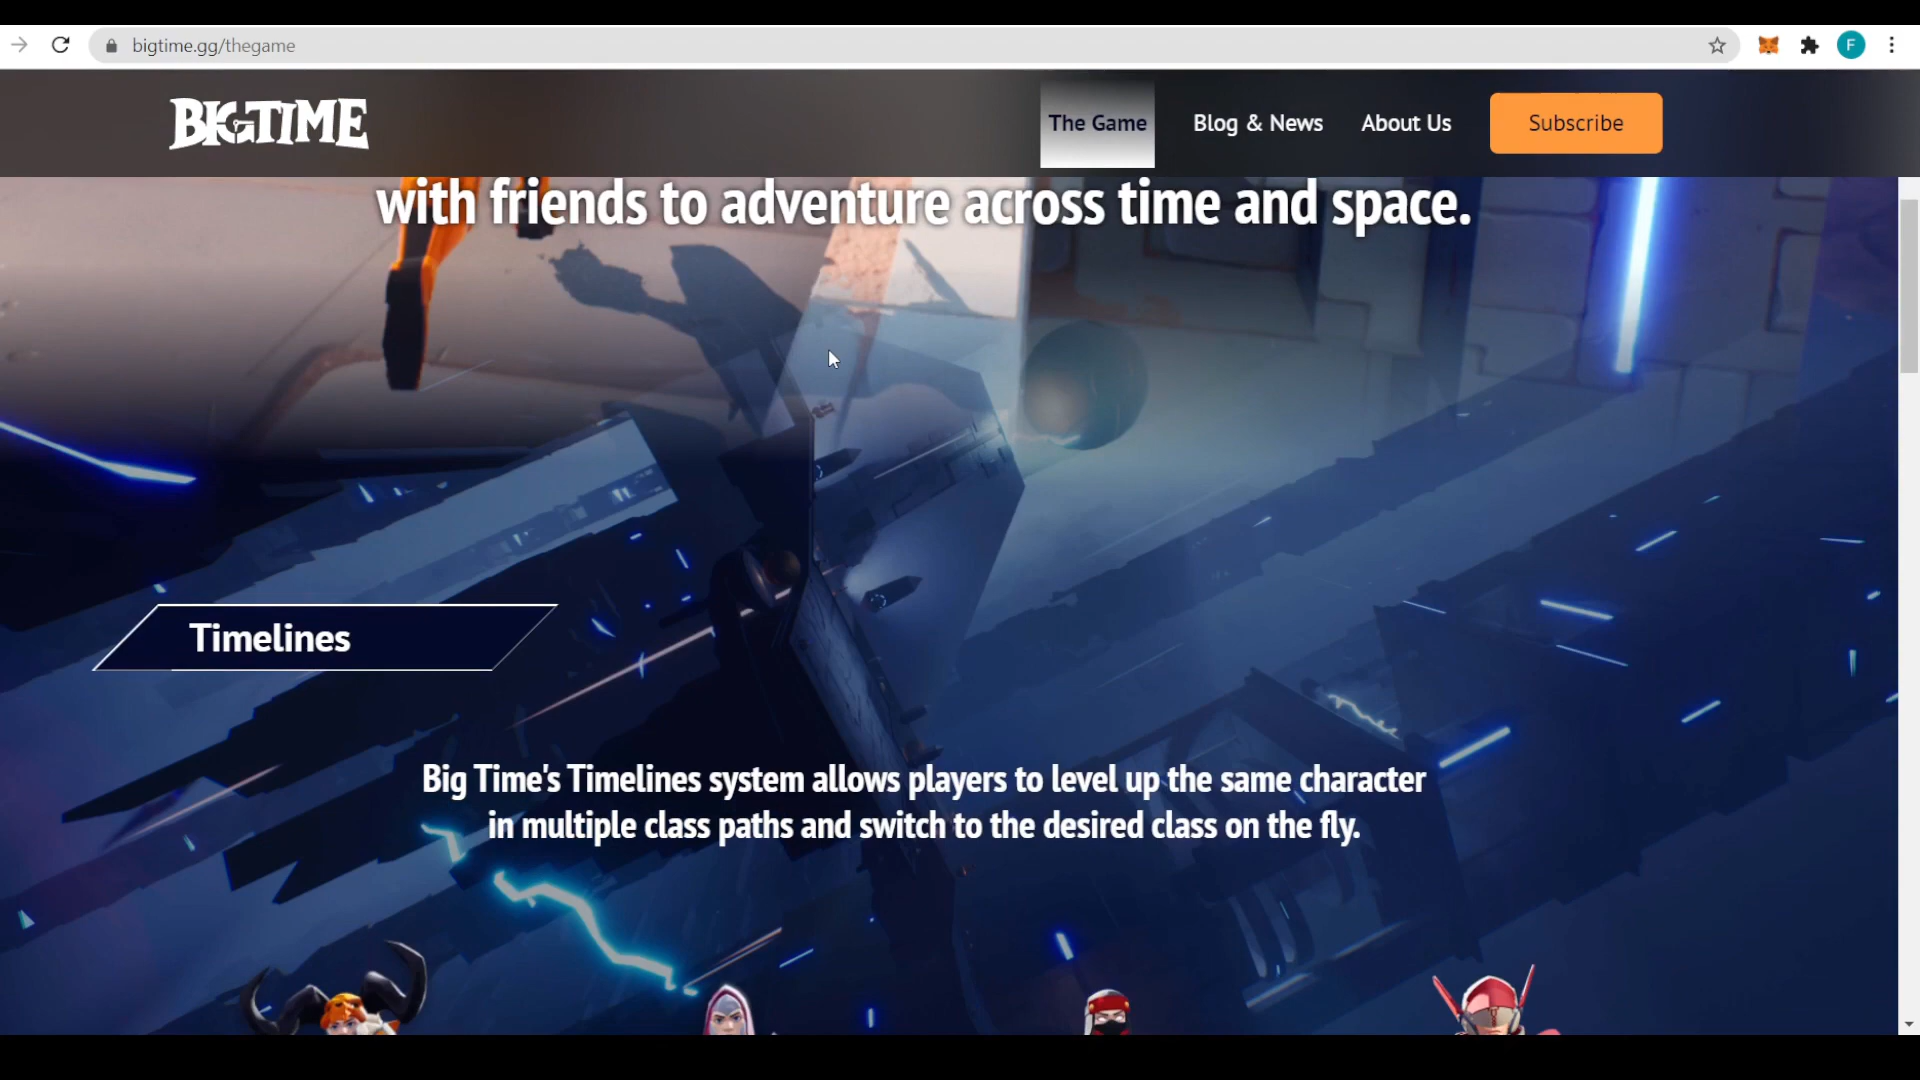 bigtime.gg/thegame
F
BIGTIME
The Game
Blog & News
About Us
Subscribe
with friends to adventure across time and space.
Timelines
Big Time's Timelines system allows players to level up the same character
in multiple class paths and switch to the desired class on the fly.